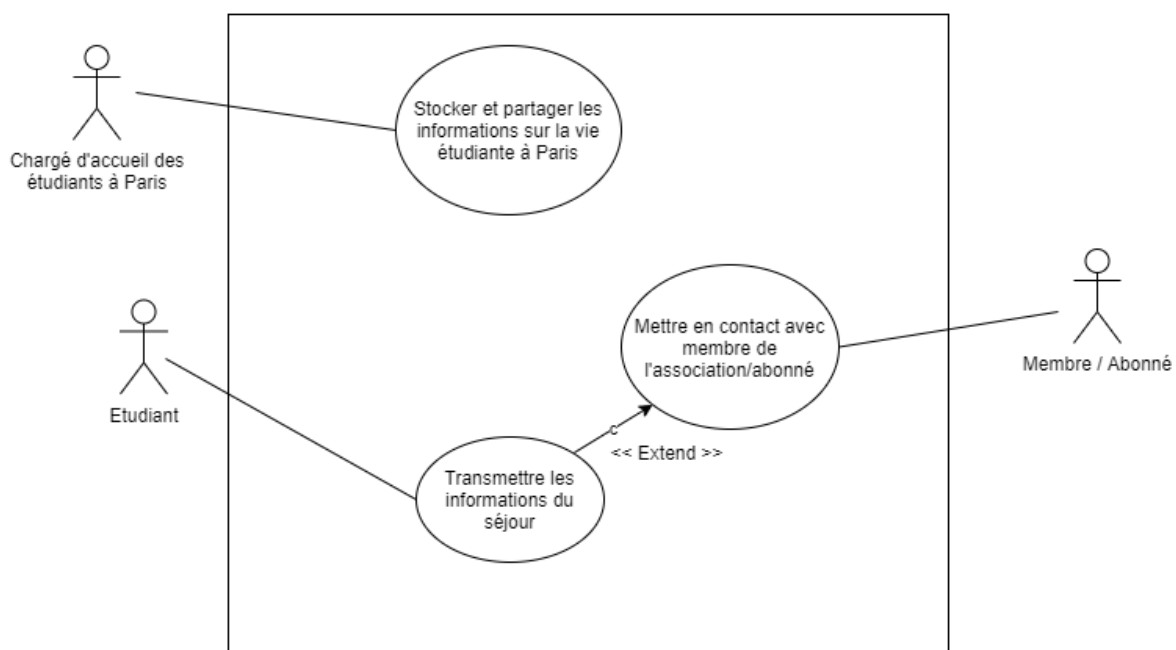 Stocker et partager les
informations sur la vie
étudiante à Paris
Chargé d'accueil des
étudiants à Paris
Mettre en contact avec
membre de
l'association/abonné
Membre / Abonné
Etudiant
c
<< Extend >>
Transmettre les
informations du
séjour